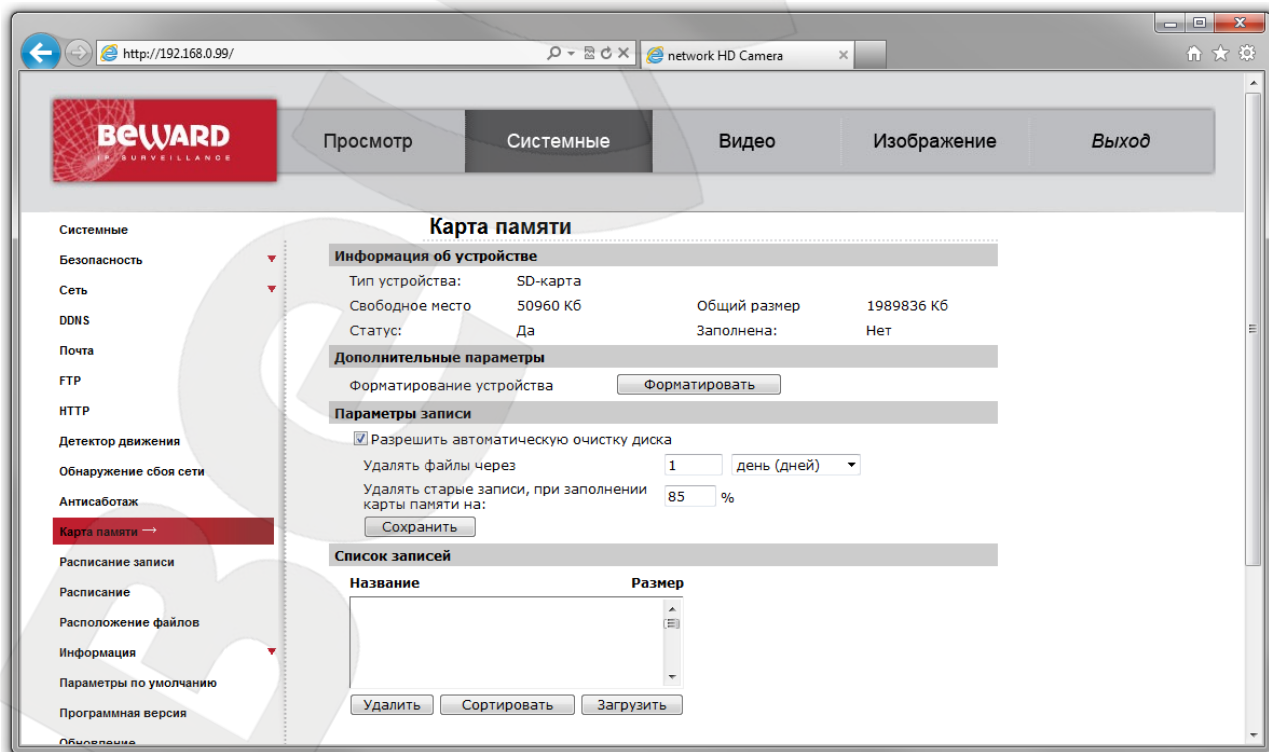 http://192.168.0.99/
network HD Camera
BEWARD
IP SURVEILLANCE
Просмотр
Системные
Видео
Изображение
Выход
Карта памяти
Системные
Безопасность
Сеть
DDNS
Почта
FTP
HTTP
Детектор движения
Обнаружение сбоя сети
Антисаботаж
Карта памяти →
Расписание записи
Расписание
Расположение файлов
Информация
Параметры по умолчанию
Программная версия
Обновление
Информация об устройстве
Тип устройства: SD-карта
Свободное место 50960 Кб Общий размер 1989836 Кб
Статус: Да Заполнена: Нет
Дополнительные параметры
Форматирование устройства Форматировать
Параметры записи
Разрешить автоматическую очистку диска
Удалять файлы через 1 день (дней)
Удалять старые записи, при заполнении
карты памяти на: 85 %
Сохранить
Список записей
Название Размер
Удалить Сортировать Загрузить